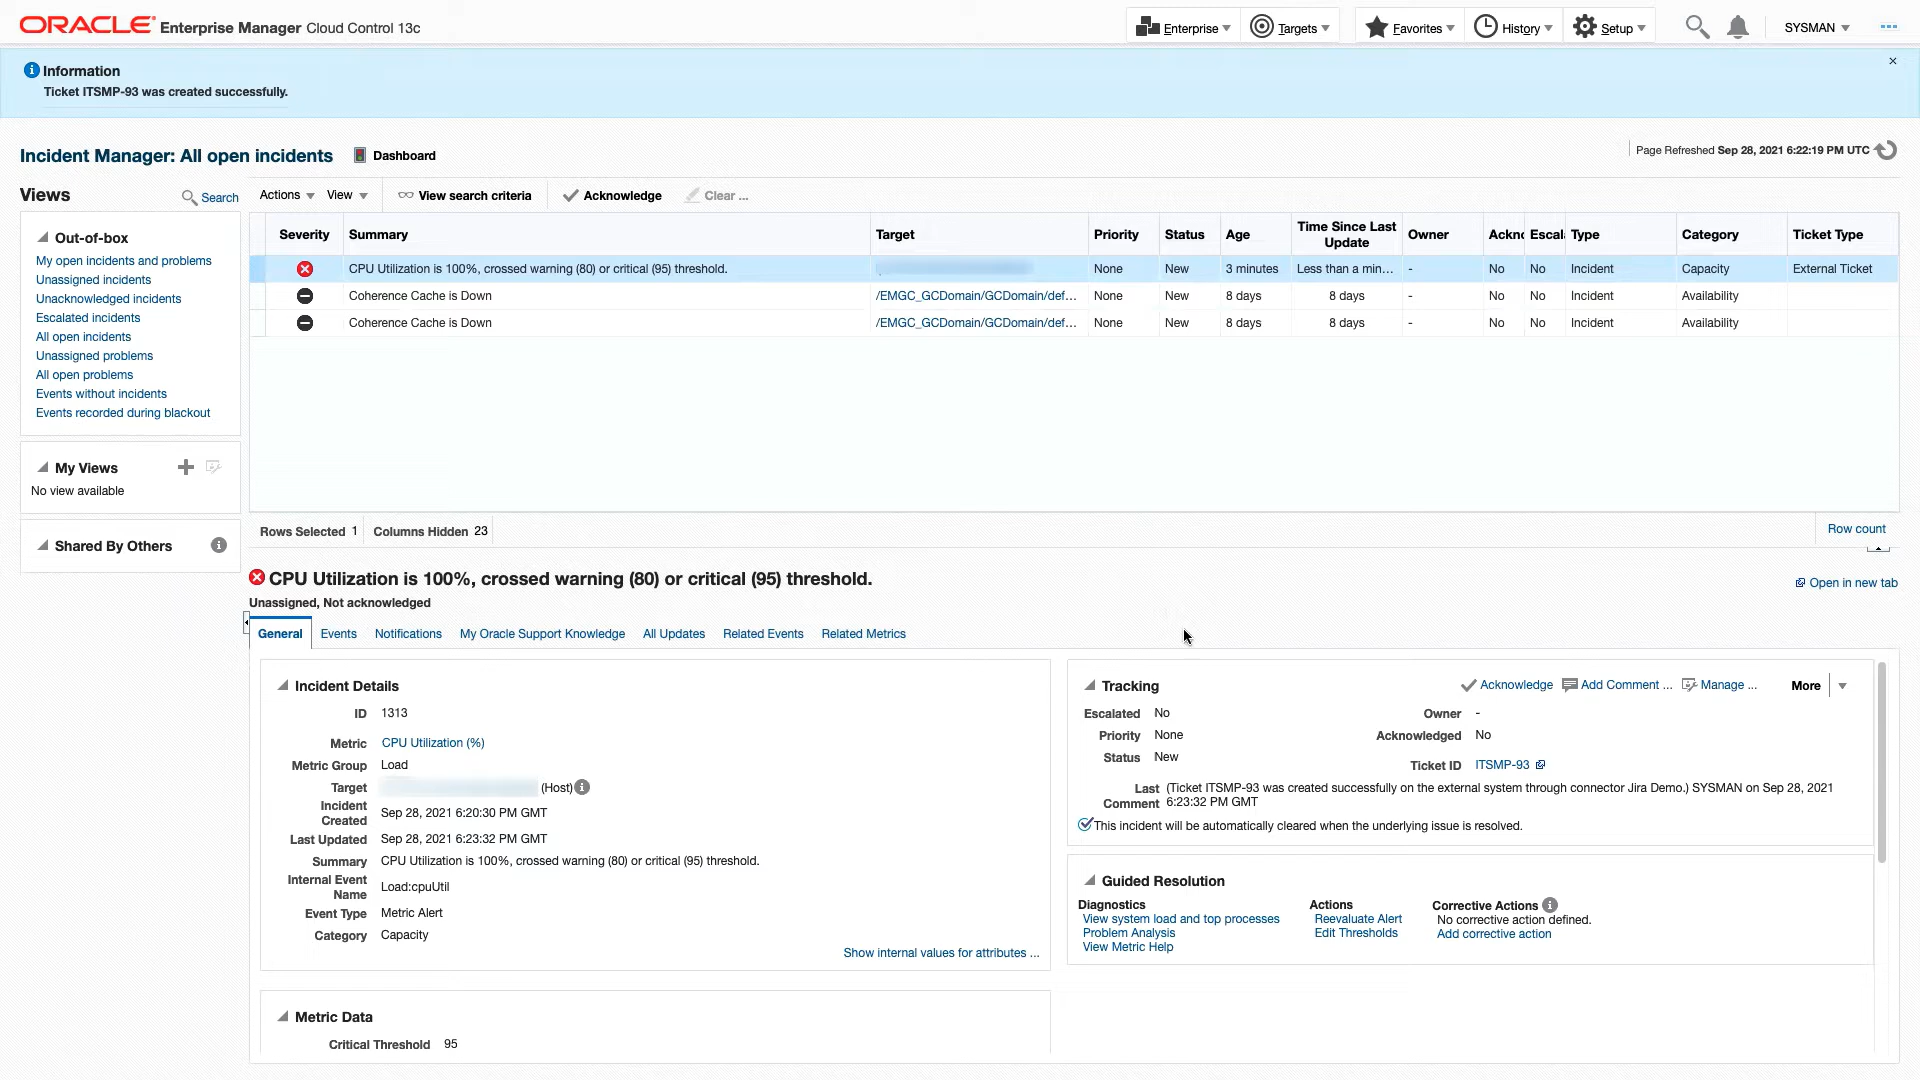 ORACLE Enterprise Manager Cloud Control 13c
Enterprise Targets Favorites History Setup SYSMAN
Information
Ticket ITSMP-93 was created successfully.
Incident Manager: All open incidents Dashboard
Page Refreshed Sep 28, 2021 6:22:19 PM UTC
Views Search
Out-of-box
My open incidents and problems
Unassigned incidents
Unacknowledged incidents
Escalated incidents
All open incidents
Unassigned problems
All open problems
Events without incidents
Events recorded during blackout
My Views
No view available
Shared By Others
Actions View View search criteria Acknowledge Clear ...
Severity Summary Target Priority Status Age Time Since Last Update Owner Ackno Escal Type Category Ticket Type
CPU Utilization is 100%, crossed warning (80) or critical (95) threshold. None New 3 minutes Less than a min... - No No Incident Capacity External Ticket
Coherence Cache is Down /EMGC_GCDomain/GCDomain/def... None New 8 days 8 days - No No Incident Availability
Coherence Cache is Down /EMGC_GCDomain/GCDomain/def... None New 8 days 8 days - No No Incident Availability
Rows Selected 1 Columns Hidden 23
Row count
CPU Utilization is 100%, crossed warning (80) or critical (95) threshold.
Open in new tab
Unassigned, Not acknowledged
General Events Notifications My Oracle Support Knowledge All Updates Related Events Related Metrics
Incident Details
ID 1313
Metric CPU Utilization (%)
Metric Group Load
Target (Host)
Incident Created Sep 28, 2021 6:20:30 PM GMT
Last Updated Sep 28, 2021 6:23:32 PM GMT
Summary CPU Utilization is 100%, crossed warning (80) or critical (95) threshold.
Internal Event Name Load:cpuUtil
Event Type Metric Alert
Category Capacity
Show internal values for attributes ...
Metric Data
Critical Threshold 95
Tracking Acknowledge Add Comment ... Manage ... More
Escalated No Owner -
Priority None Acknowledged No
Status New Ticket ID ITSMP-93
Last Comment (Ticket ITSMP-93 was created successfully on the external system through connector Jira Demo.) SYSMAN on Sep 28, 2021
6:23:32 PM GMT
This incident will be automatically cleared when the underlying issue is resolved.
Guided Resolution
Diagnostics Actions Corrective Actions
View system load and top processes Reevaluate Alert No corrective action defined.
Problem Analysis Edit Thresholds Add corrective action
View Metric Help